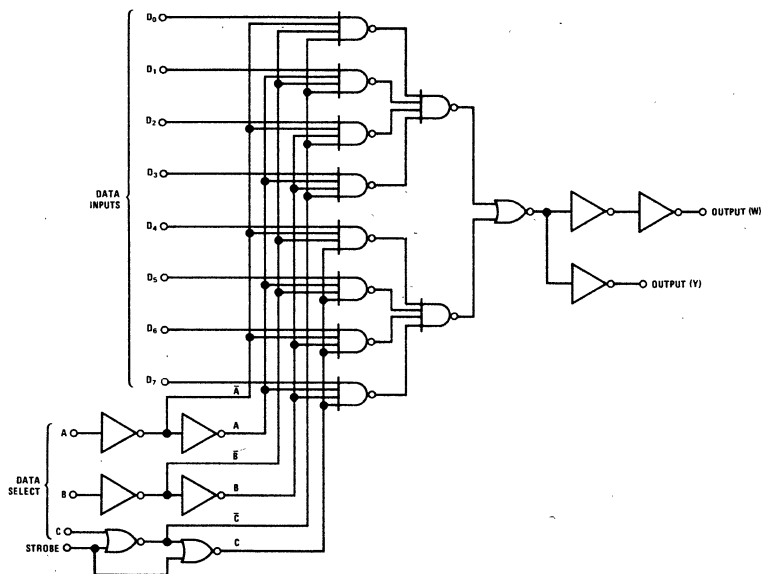 D₀
D₁
D₂
D₃
DATA
INPUTS
D₄
D₅
D₆
D₇
OUTPUT (W)
OUTPUT (Y)
A̅
A
A
B̅
DATA
SELECT
B
B
C̅
C
C
STROBE